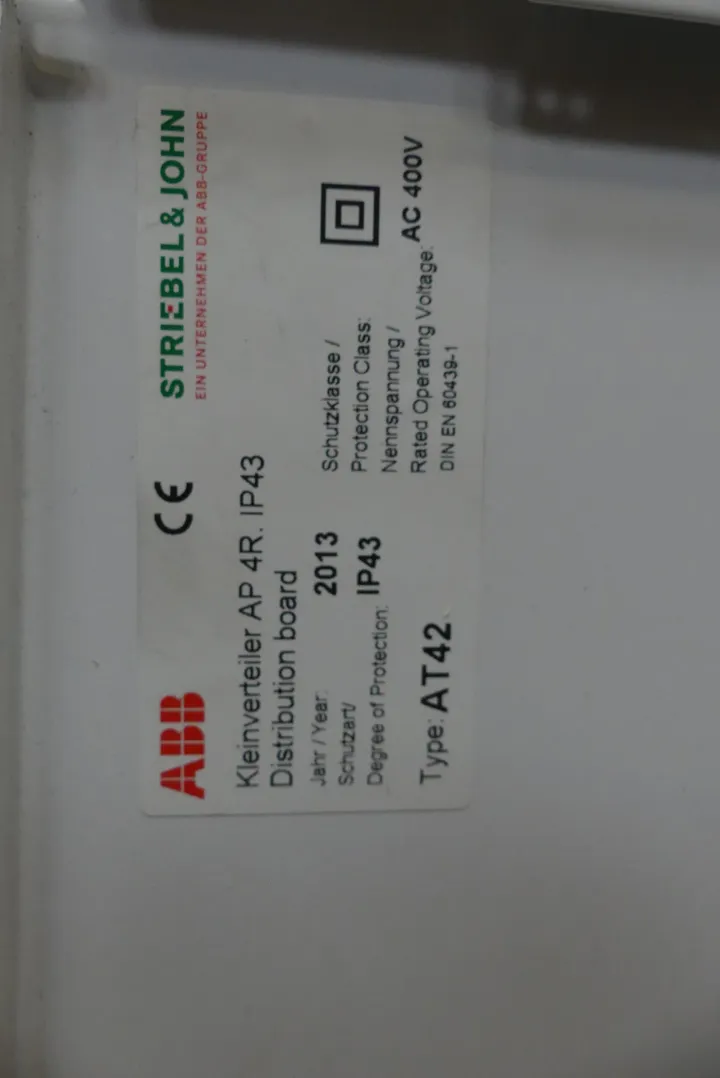 ABB
CE
STRIEBEL & JOHN
EIN UNTERNEHMEN DER ABB-GRUPPE
Kleinverteiler AP 4R. IP43
Distribution board
Jahr / Year: 2013
Schutzart/
Degree of Protection: IP43
Type: AT42
Schutzklasse /
Protection Class:
Nennspannung /
Rated Operating Voltage: AC 400V
DIN EN 60439-1